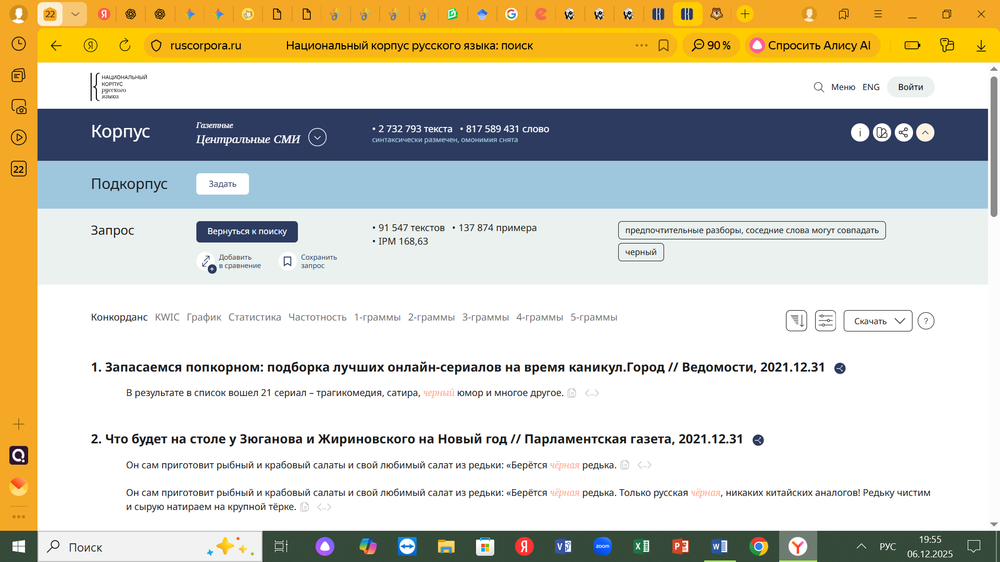 22
ruscorpora.ru
Национальный корпус русского языка: поиск
90 %
Спросить Алису AI
НАЦИОНАЛЬНЫЙ
КОРПУС
русского
языка
Меню
ENG
Войти
Корпус
Газетные
Центральные СМИ
• 2 732 793 текста • 817 589 431 слово
синтаксически размечен, омонимия снята
22
Подкорпус
Задать
Запрос
Вернуться к поиску
• 91 547 текстов • 137 874 примера
• IPM 168,63
предпочтительные разборы, соседние слова могут совпадать
черный
Добавить
в сравнение
Сохранить
запрос
Конкорданс KWIC График Статистика Частотность 1-граммы 2-граммы 3-граммы 4-граммы 5-граммы
Скачать
?
1. Запасаемся попкорном: подборка лучших онлайн-сериалов на время каникул.Город // Ведомости, 2021.12.31
В результате в список вошел 21 сериал – трагикомедия, сатира, черный юмор и многое другое. <...>
2. Что будет на столе у Зюганова и Жириновского на Новый год // Парламентская газета, 2021.12.31
Он сам приготовит рыбный и крабовый салаты и свой любимый салат из редьки: «Берётся чёрная редька. <...>
Он сам приготовит рыбный и крабовый салаты и свой любимый салат из редьки: «Берётся чёрная редька. Только русская чёрная, никаких китайских аналогов! Редьку чистим
и сырую натираем на крупной тёрке. <...>
Поиск
zoom
РУС
19:55
06.12.2025